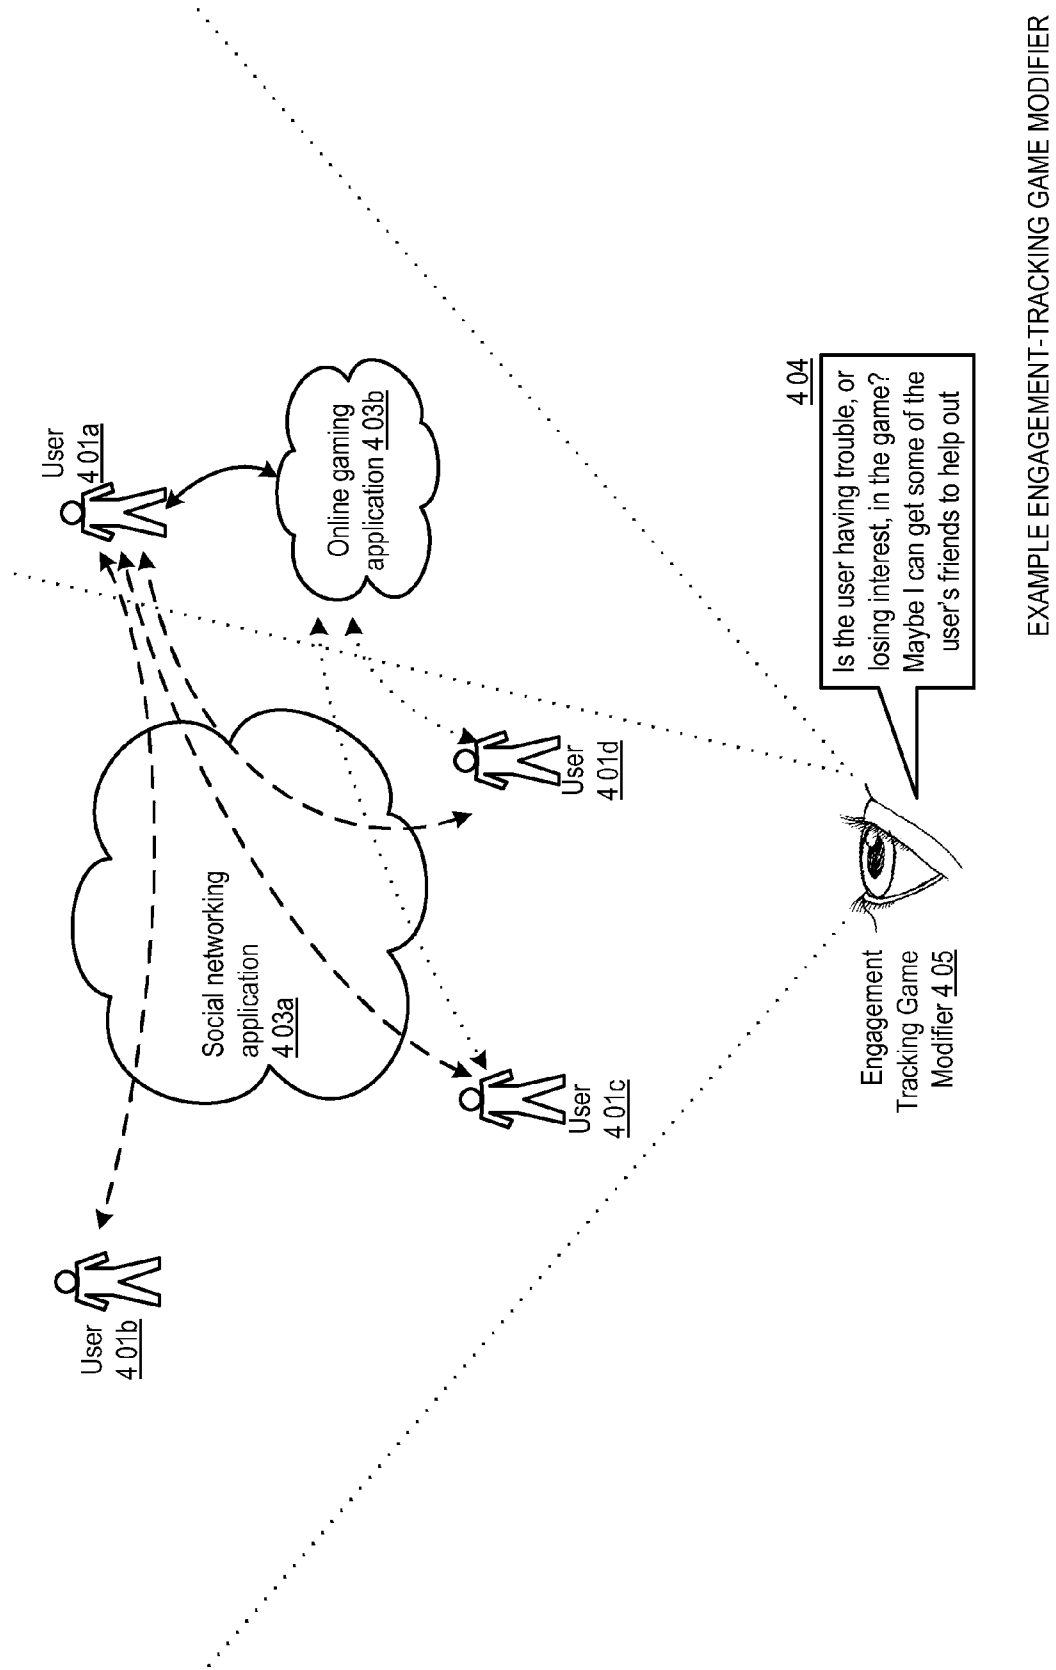 User
4 01b
User
4 01a
Social networking
application
4 03a
Online gaming
application 4 03b
User
4 01c
User
4 01d
Engagement
Tracking Game
Modifier 4 05
4 04
Is the user having trouble, or
losing interest, in the game?
Maybe I can get some of the
user's friends to help out
EXAMPLE ENGAGEMENT-TRACKING GAME MODIFIER